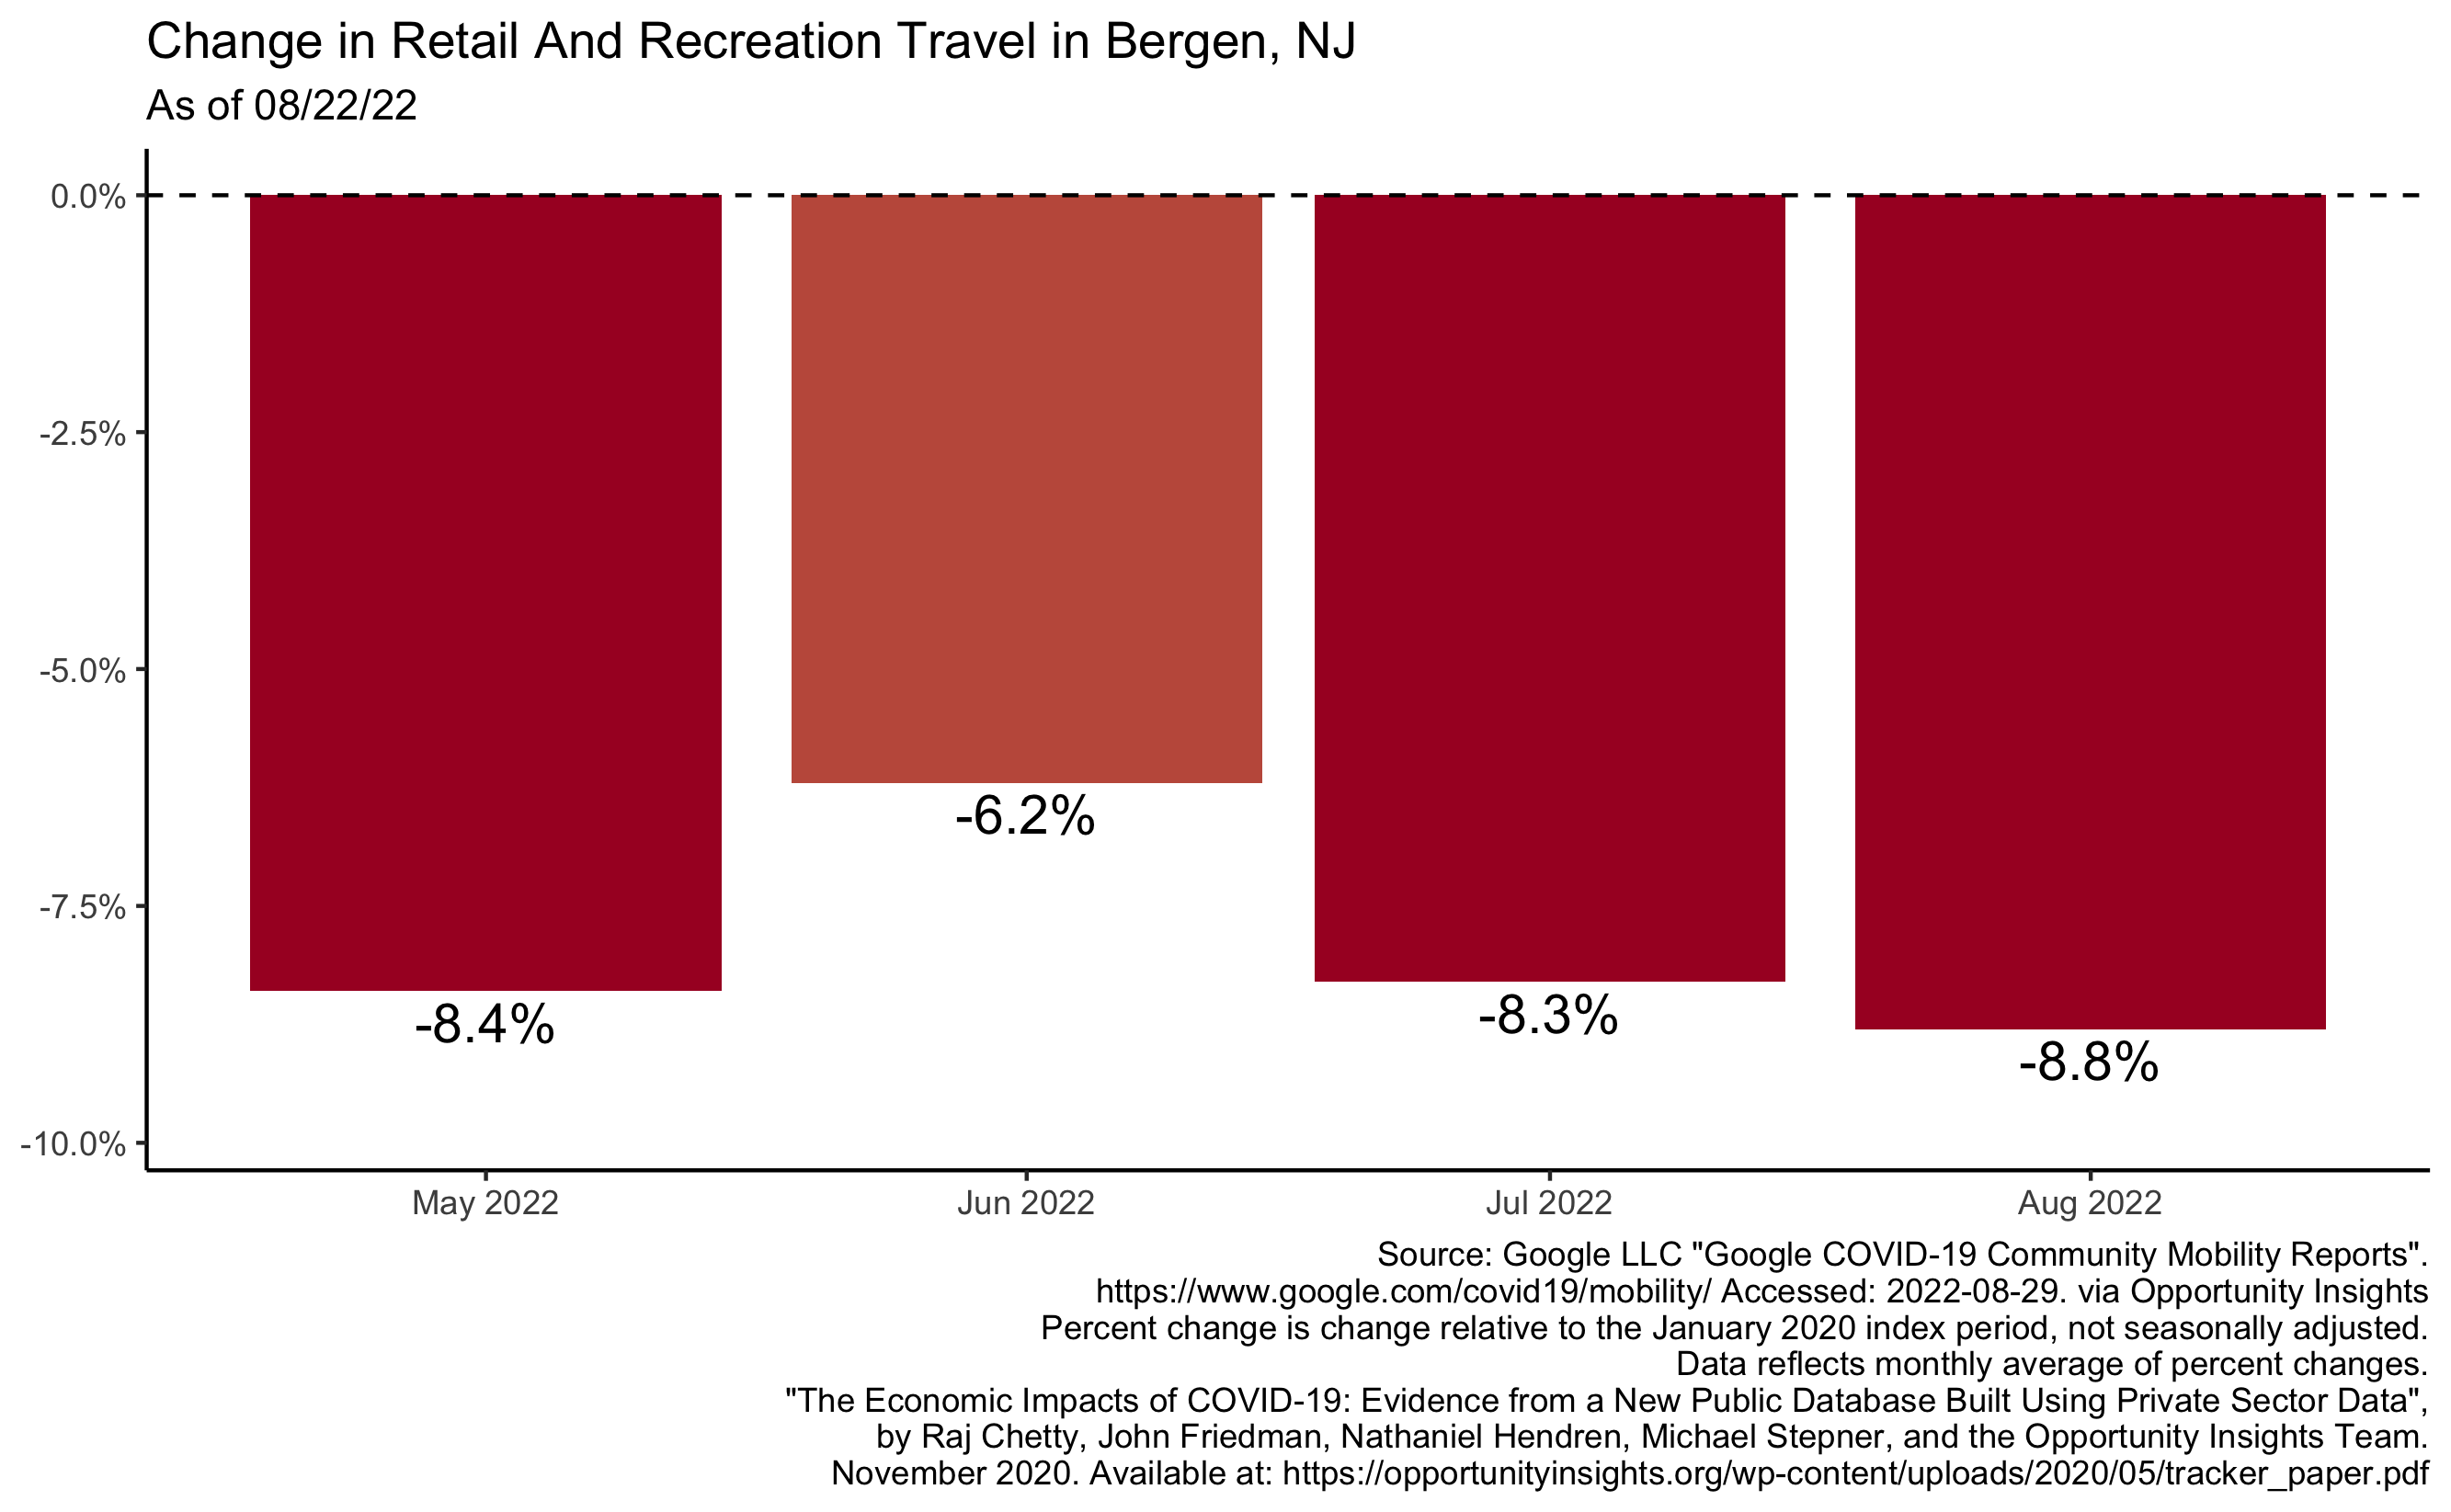 Change in Retail And Recreation Travel in Bergen, NJ
As of 08/22/22
0.0%
-2.5%
-5.0%
-7.5%
-10.0%
-8.4%
-6.2%
-8.3%
-8.8%
May 2022
Jun 2022
Jul 2022
Aug 2022
Source: Google LLC "Google COVID-19 Community Mobility Reports".
https://www.google.com/covid19/mobility/ Accessed: 2022-08-29. via Opportunity Insights
Percent change is change relative to the January 2020 index period, not seasonally adjusted.
Data reflects monthly average of percent changes.
"The Economic Impacts of COVID-19: Evidence from a New Public Database Built Using Private Sector Data",
by Raj Chetty, John Friedman, Nathaniel Hendren, Michael Stepner, and the Opportunity Insights Team.
November 2020. Available at: https://opportunityinsights.org/wp-content/uploads/2020/05/tracker_paper.pdf